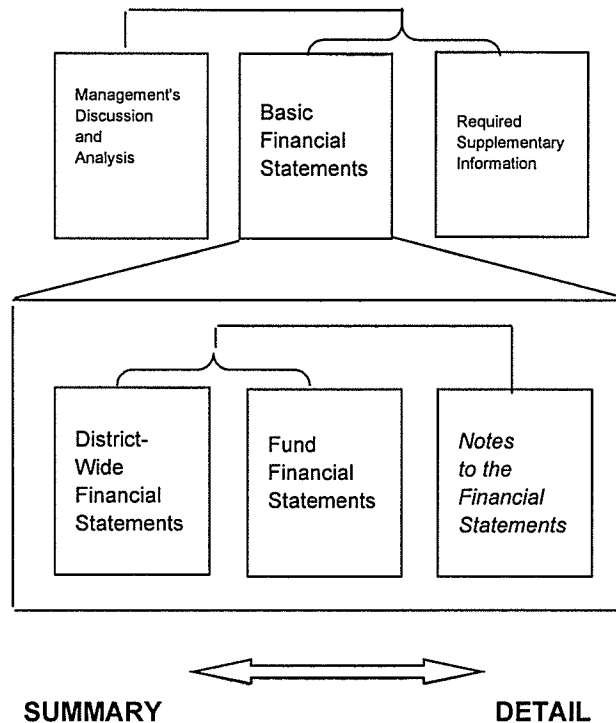 Management's
Discussion
and
Analysis
Basic
Financial
Statements
Required
Supplementary
Information
District-
Wide
Financial
Statements
Fund
Financial
Statements
Notes
to the
Financial
Statements
SUMMARY
DETAIL